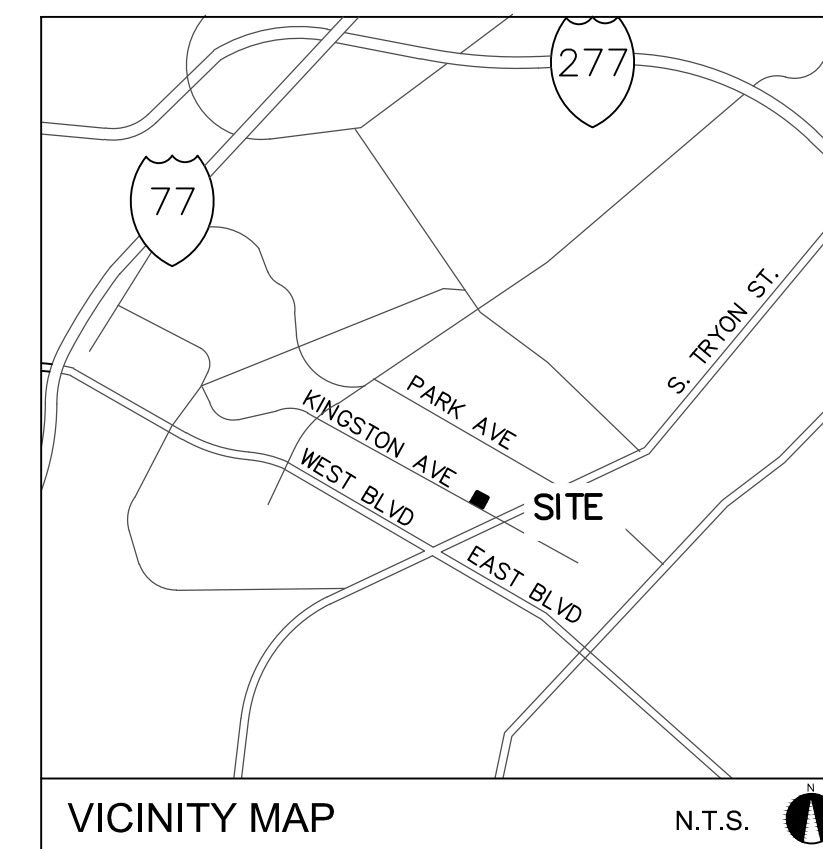 277
77
S. TRYON ST.
PARK AVE
KINGSTON AVE
WEST BLVD
SITE
EAST BLVD
VICINITY MAP
N.T.S.
N